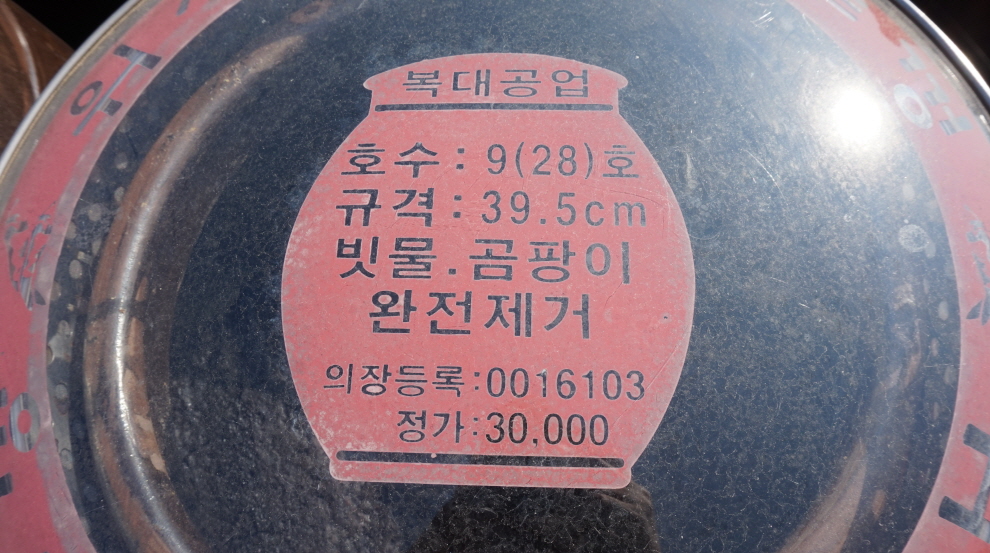 복대공업
호수: 9(28)호
규격: 39.5cm
빗물.곰팡이
완전제거
의장등록:0016103
정가:30,000